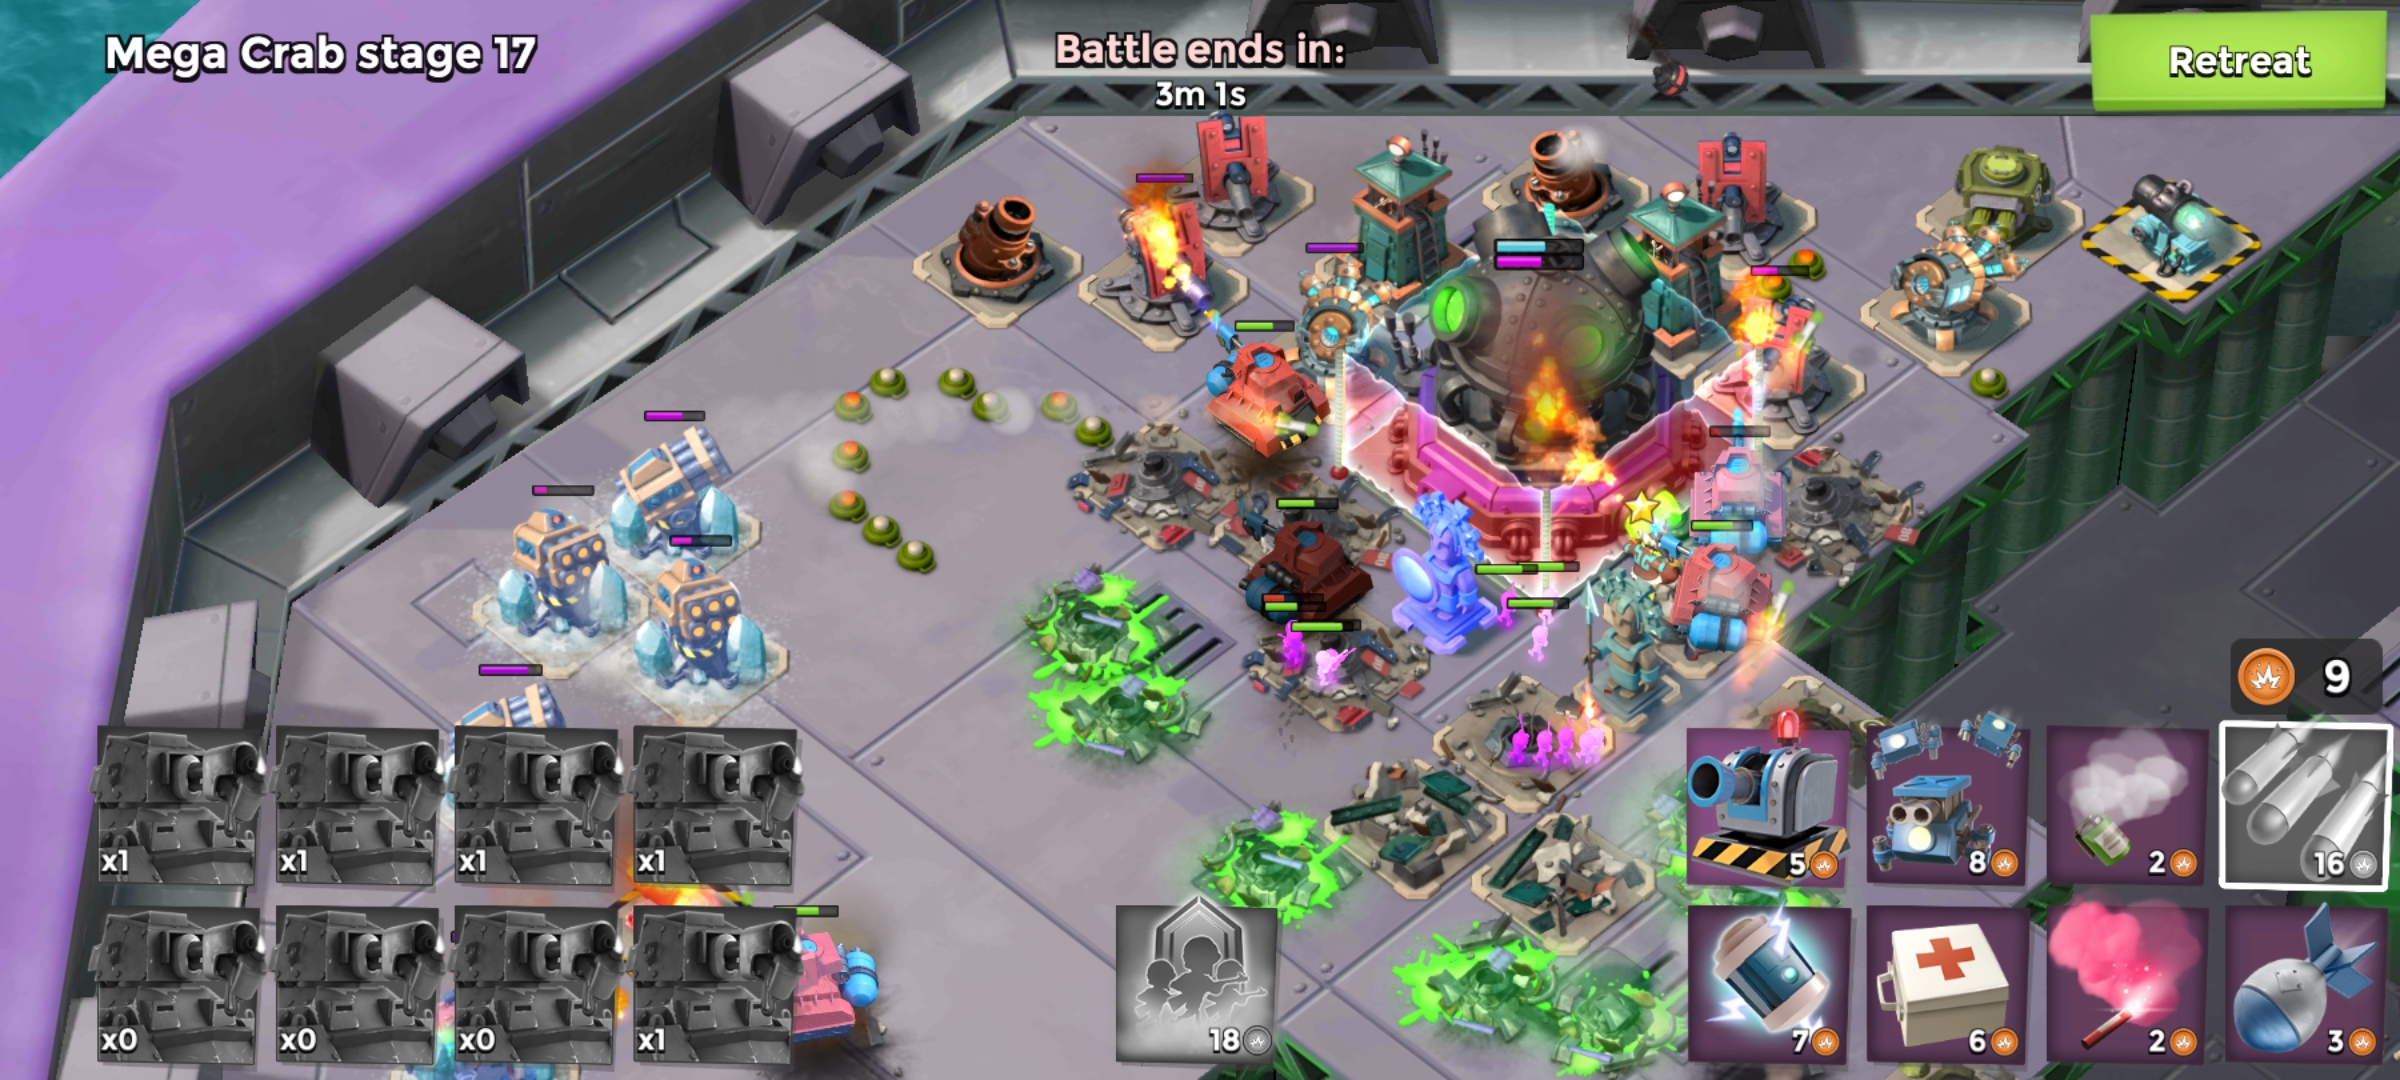 Mega Crab stage 17
Battle ends in:
3m 1s
Retreat
9
x1
x1
x1
x1
5
8
2
16
x0
x0
x0
x1
18
7
6
2
3